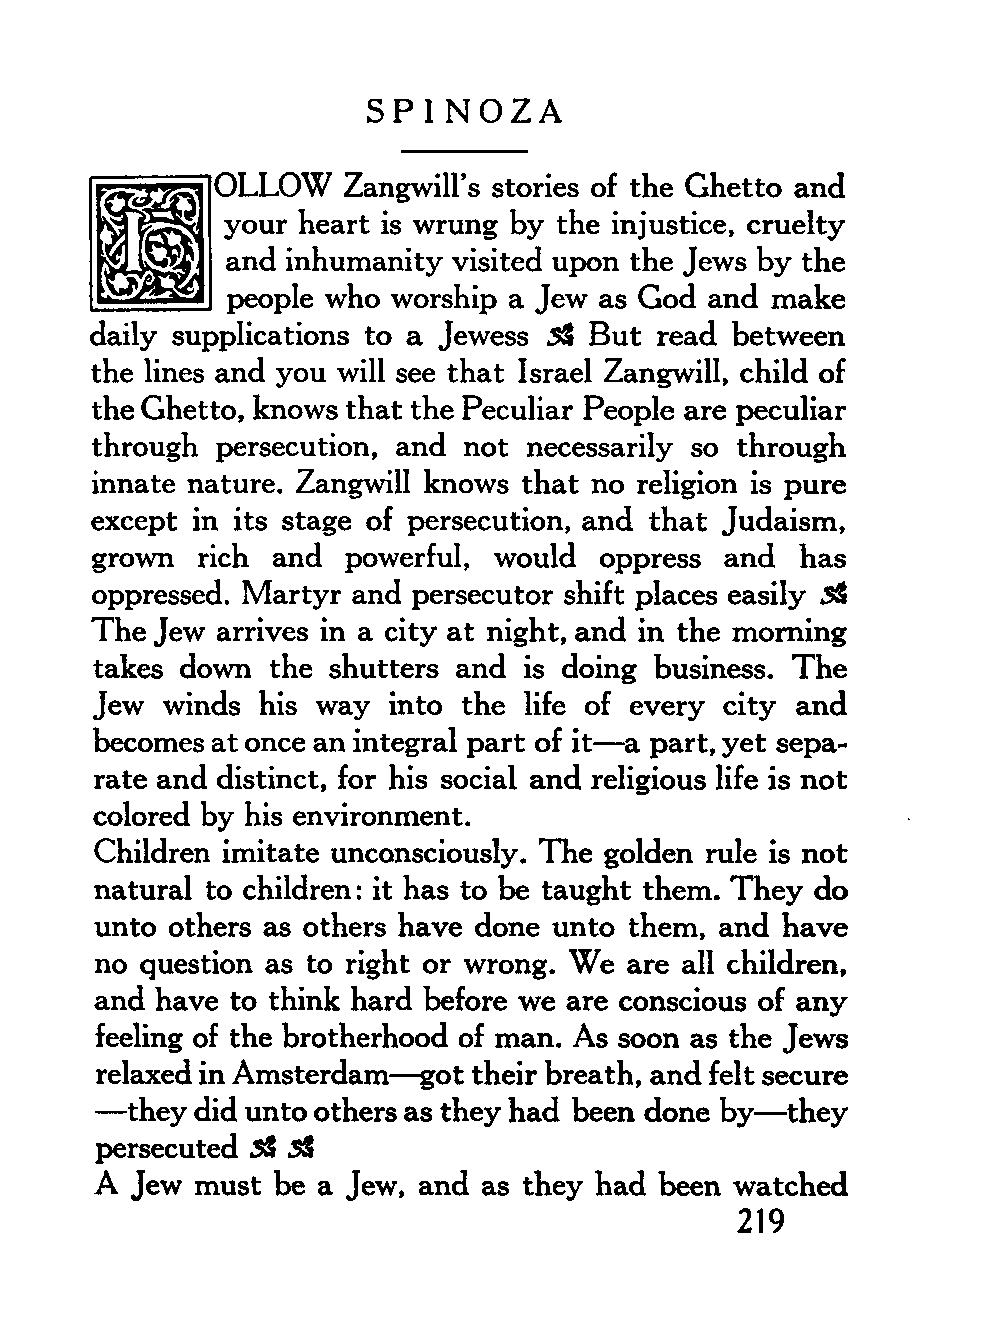 SPINOZA
HOLLOW Zangwill's stories of the Ghetto and
your heart is wrung by the injustice, cruelty
and inhumanity visited upon the Jews by the
people who worship a Jew as God and make
daily supplications to a Jewess But read between
the lines and you will see that Israel Zangwill, child of
the Ghetto, knows that the Peculiar People are peculiar
through persecution, and not necessarily so through
innate nature. Zangwill knows that no religion is pure
except in its stage of persecution, and that Judaism,
grown rich and powerful, would oppress and has
oppressed. Martyr and persecutor shift places easily
The Jew arrives in a city at night, and in the morning
takes down the shutters and is doing business. The
Jew winds his way into the life of every city and
becomes at once an integral part of it—a part, yet sepa-
rate and distinct, for his social and religious life is not
colored by his environment.
Children imitate unconsciously. The golden rule is not
natural to children: it has to be taught them. They do
unto others as others have done unto them, and have
no question as to right or wrong. We are all children,
and have to think hard before we are conscious of any
feeling of the brotherhood of man. As soon as the Jews
relaxed in Amsterdam—got their breath, and felt secure
—they did unto others as they had been done by—they
persecuted
A Jew must be a Jew, and as they had been watched
219